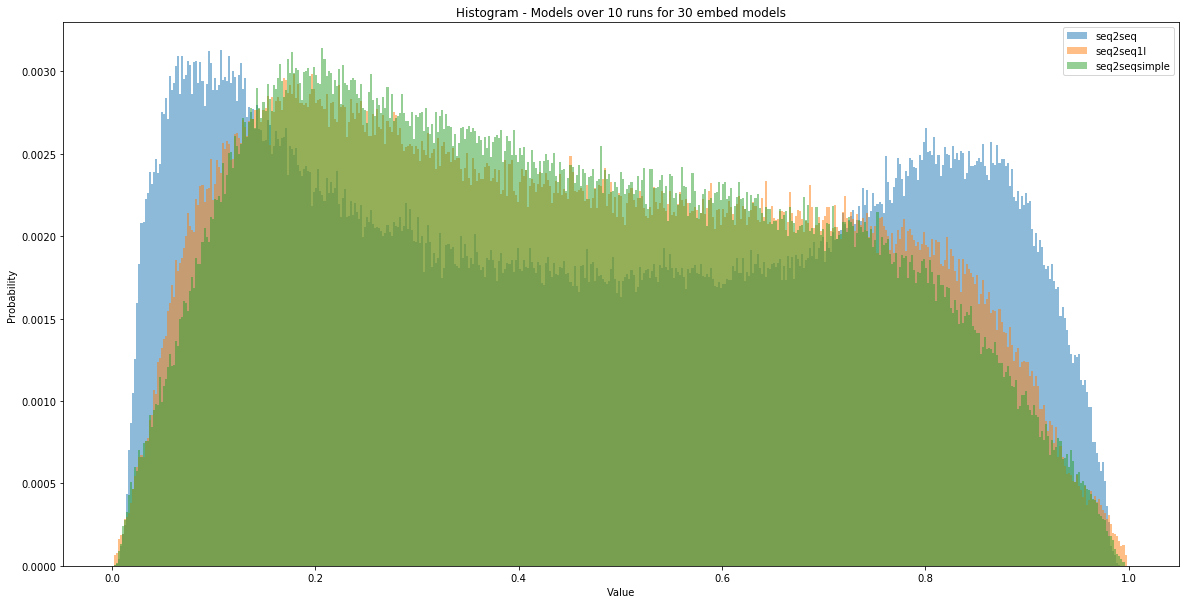 Histogram - Models over 10 runs for 30 embed models
seq2seq
seq2seq1l
seq2seqsimple
Probability
0.0030
0.0025
0.0020
0.0015
0.0010
0.0005
0.0000
0.0
0.2
0.4
0.6
0.8
1.0
Value